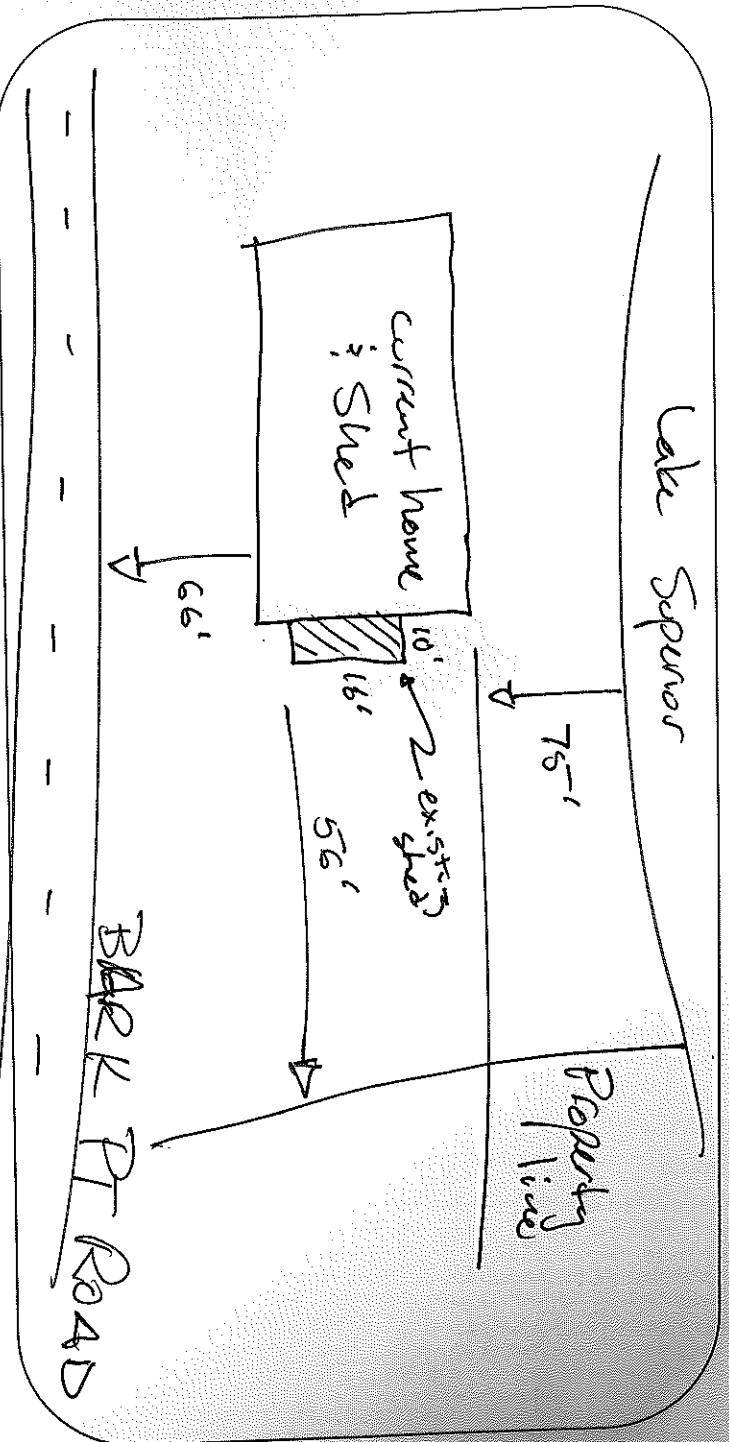 Lake Superior
75'
Property
line
current home
& Shed
10'
16'
existing
shed
56'
66'
BARK PT ROAD